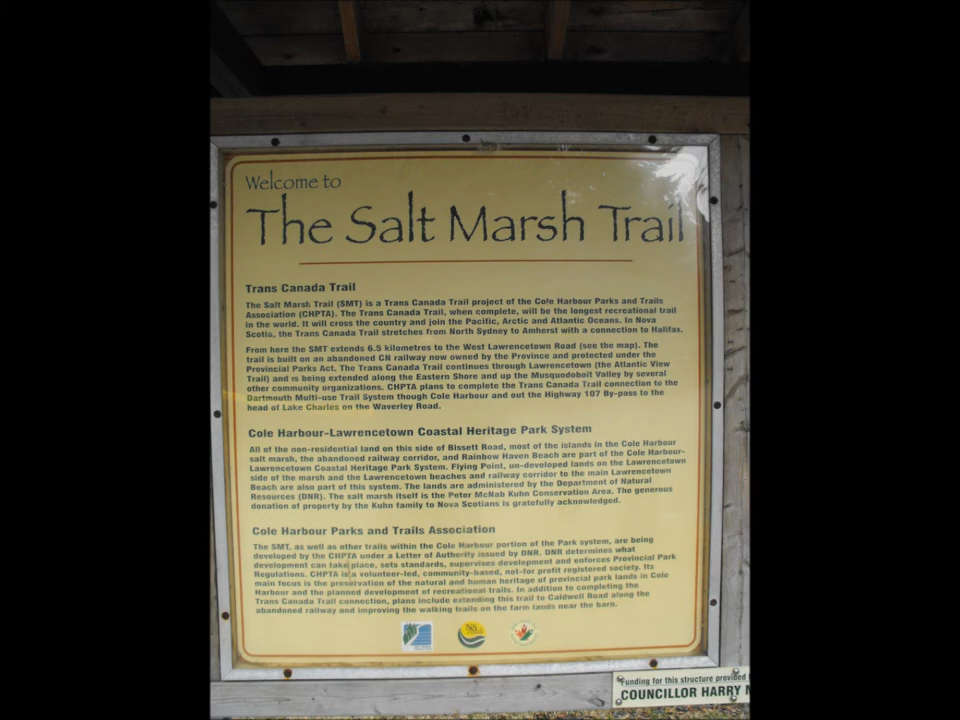 Welcome to
The Salt Marsh Trail
Trans Canada Trail
The Salt Marsh Trail (SMT) is a Trans Canada Trail project of the Cole Harbour Parks and Trails
Association (CHPTA). The Trans Canada Trail, when complete, will be the longest recreational trail
in the world. It will cross the country and join the Pacific, Arctic and Atlantic Oceans. In Nova
Scotia, the Trans Canada Trail stretches from North Sydney to Amherst with a connection to Halifax.
From here the SMT extends 6.5 kilometres to the West Lawrencetown Road (see the map). The
trail is built on an abandoned CN railway now owned by the Province and protected under the
Provincial Parks Act. The Trans Canada Trail continues through Lawrencetown (the Atlantic View
Trail) and is being extended along the Eastern Shore and up the Musquodoboit Valley by several
other community organizations. CHPTA plans to complete the Trans Canada Trail connection to the
Dartmouth Multi-use Trail System though Cole Harbour and out the Highway 107 By-pass to the
head of Lake Charles on the Waverley Road.
Cole Harbour-Lawrencetown Coastal Heritage Park System
All of the non-residential land on this side of Bissett Road, most of the islands in the Cole Harbour
salt marsh, the abandoned railway corridor, and Rainbow Haven Beach are part of the Cole Harbour-
Lawrencetown Coastal Heritage Park System. Flying Point, un-developed lands on the Lawrencetown
side of the marsh and the Lawrencetown beaches and railway corridor to the main Lawrencetown
Beach are also part of this system. The lands are administered by the Department of Natural
Resources (DNR). The salt marsh itself is the Peter McNab Kuhn Conservation Area. The generous
donation of property by the Kuhn family to Nova Scotians is gratefully acknowledged.
Cole Harbour Parks and Trails Association
The SMT, as well as other trails within the Cole Harbour portion of the Park system, are being
developed by the CHPTA under a Letter of Authority issued by DNR. DNR determines what
development can take place, sets standards, supervises development and enforces Provincial Park
Regulations. CHPTA is a volunteer-led, community-based, not-for profit registered society. Its
main focus is the preservation of the natural and human heritage of provincial park lands in Cole
Harbour and the planned development of recreational trails. In addition to completing the
Trans Canada Trail connection, plans include extending this trail to Caldwell Road along the
abandoned railway and improving the walking trails on the farm lands near the barn.
Funding for this structure provided
COUNCILLOR HARRY